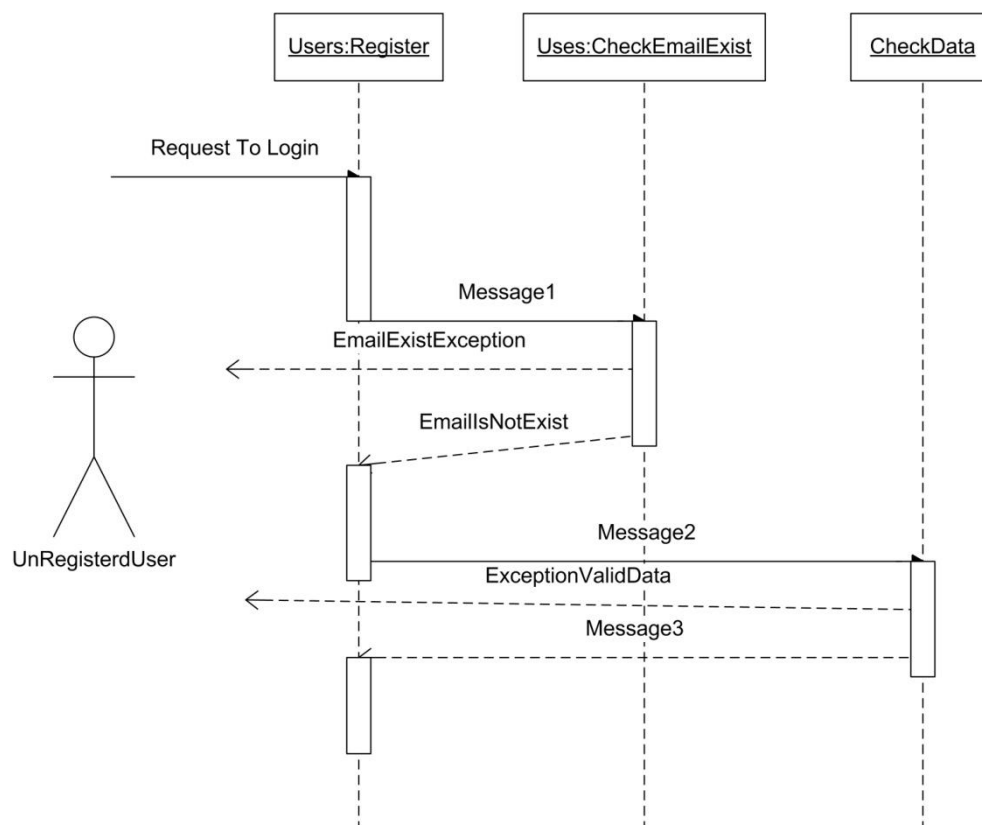 Users:Register
Uses:CheckEmailExist
CheckData
Request To Login
Message1
EmailExistException
EmailIsNotExist
UnRegisterdUser
Message2
ExceptionValidData
Message3